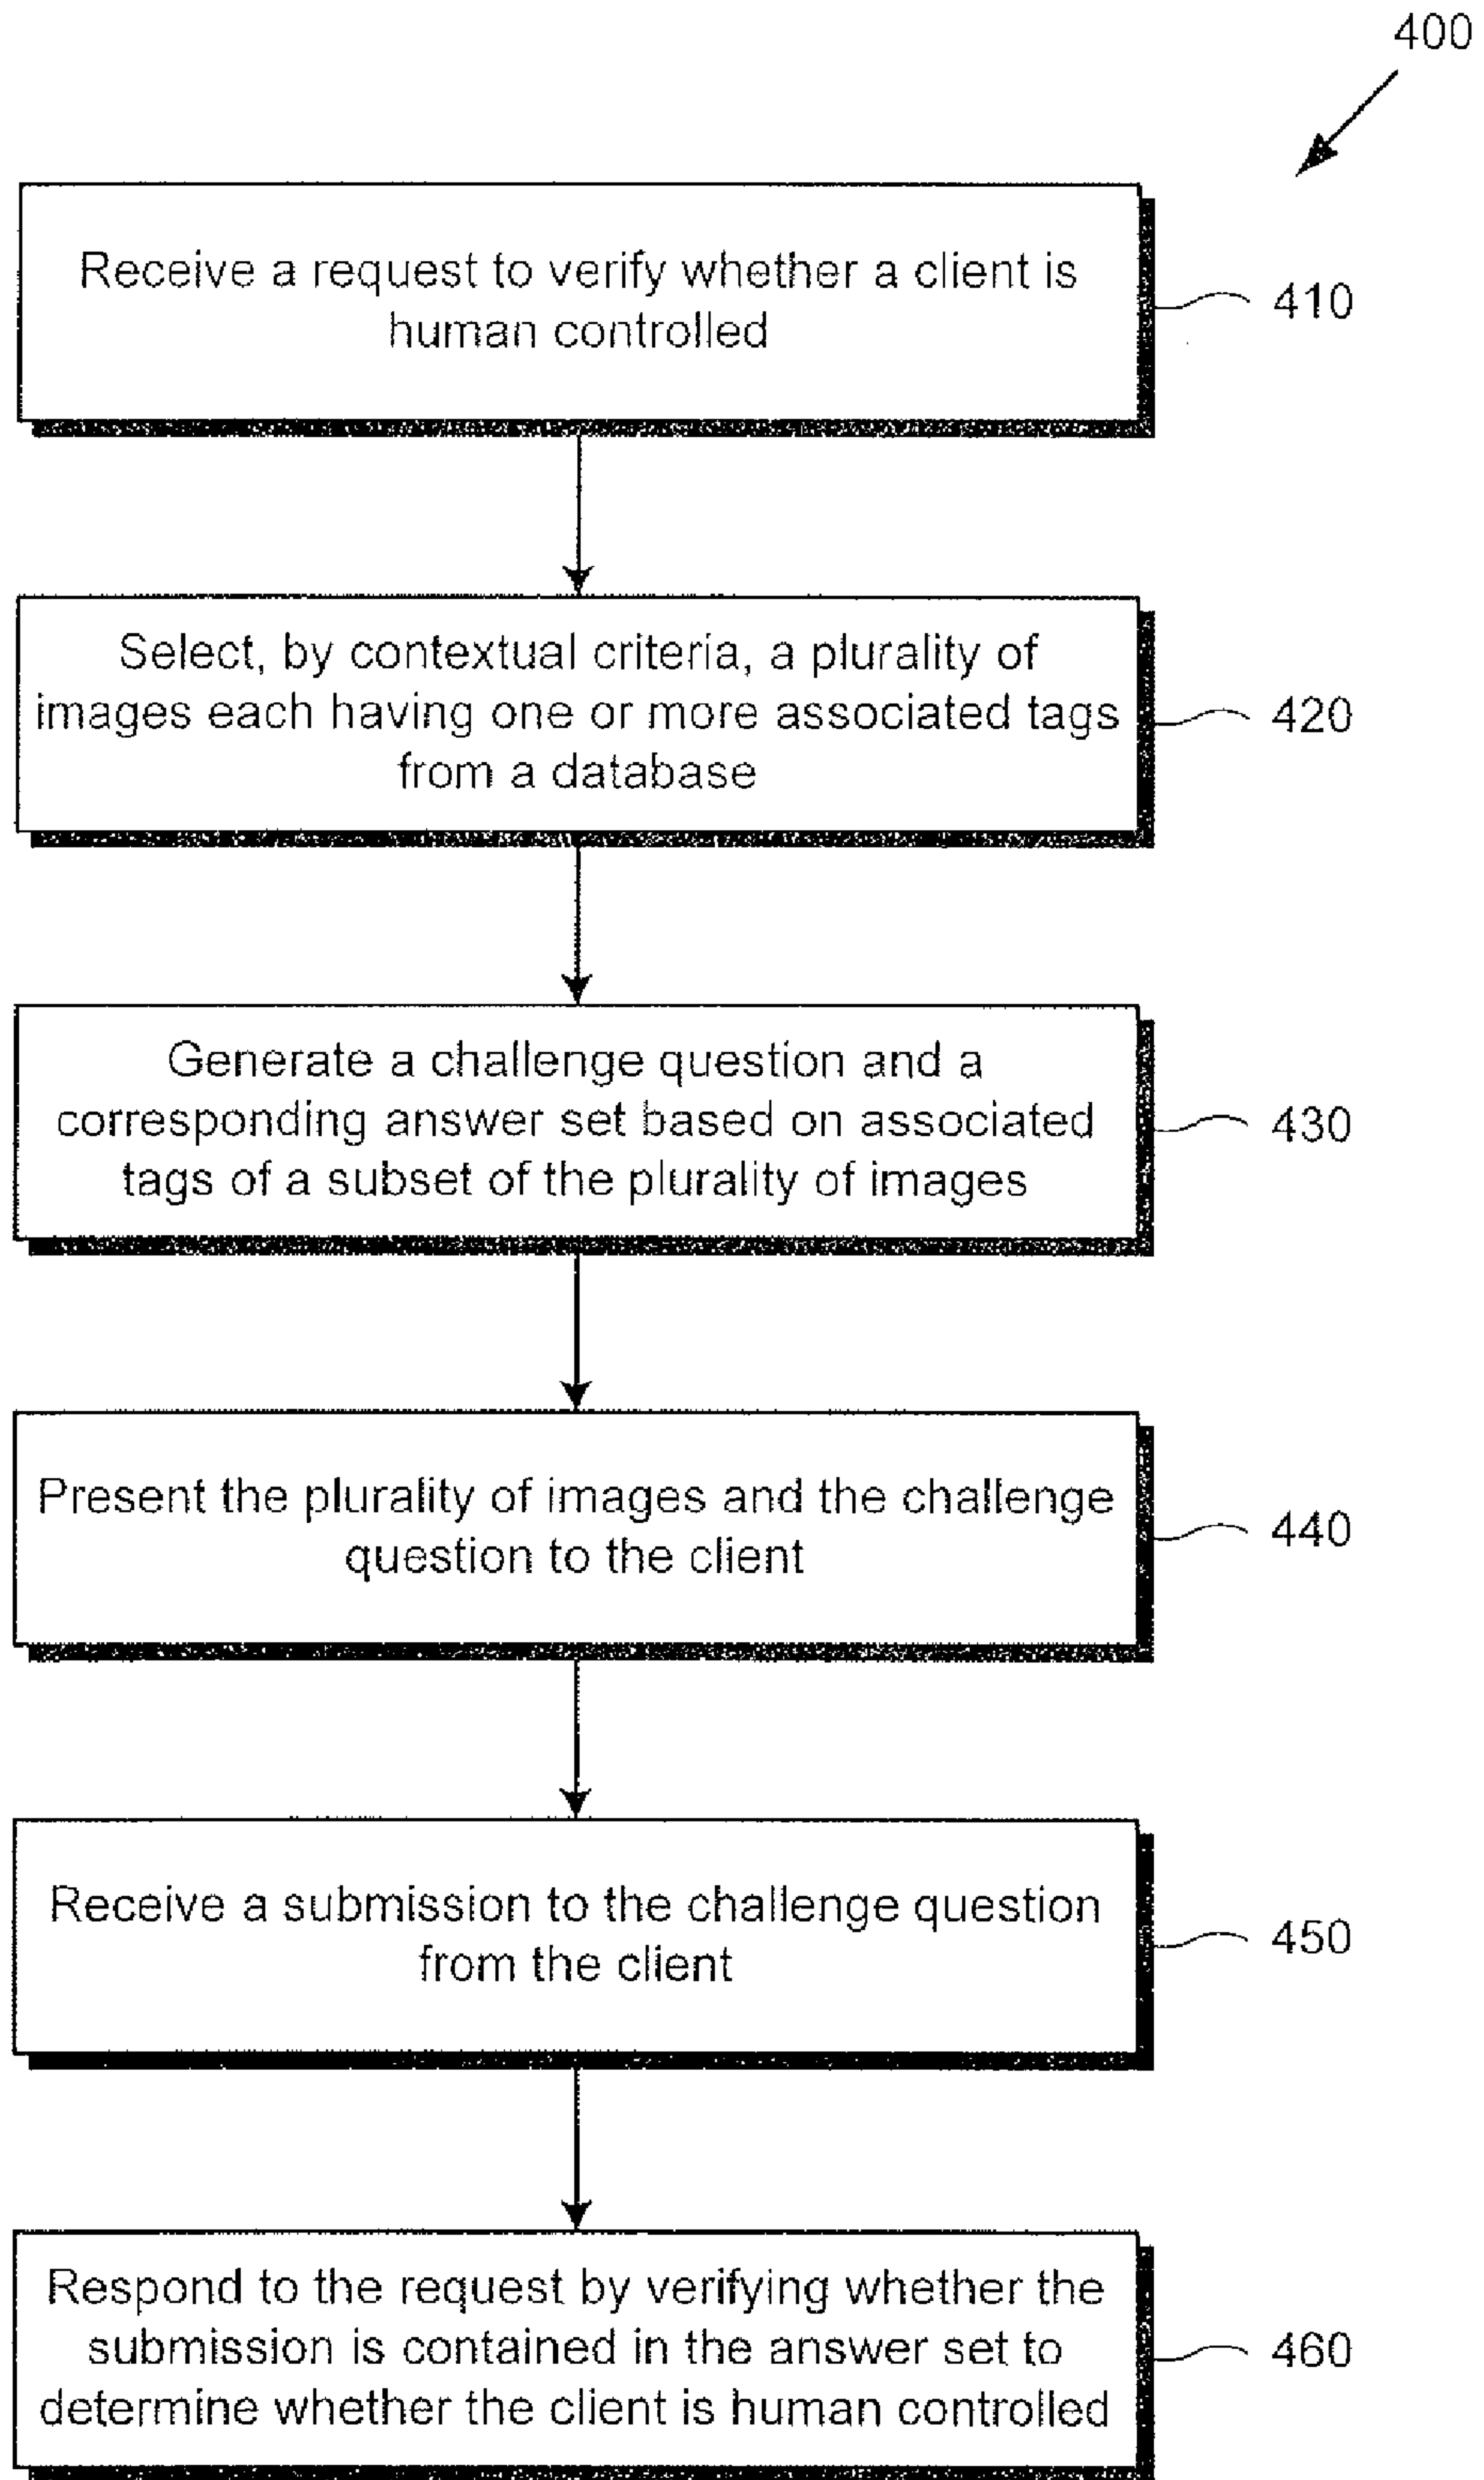 400
Receive a request to verify whether a client is
human controlled
410
Select, by contextual criteria, a plurality of
images each having one or more associated tags
from a database
420
Generate a challenge question and a
corresponding answer set based on associated
tags of a subset of the plurality of images
430
Present the plurality of images and the challenge
question to the client
440
Receive a submission to the challenge question
from the client
450
Respond to the request by verifying whether the
submission is contained in the answer set to
determine whether the client is human controlled
460